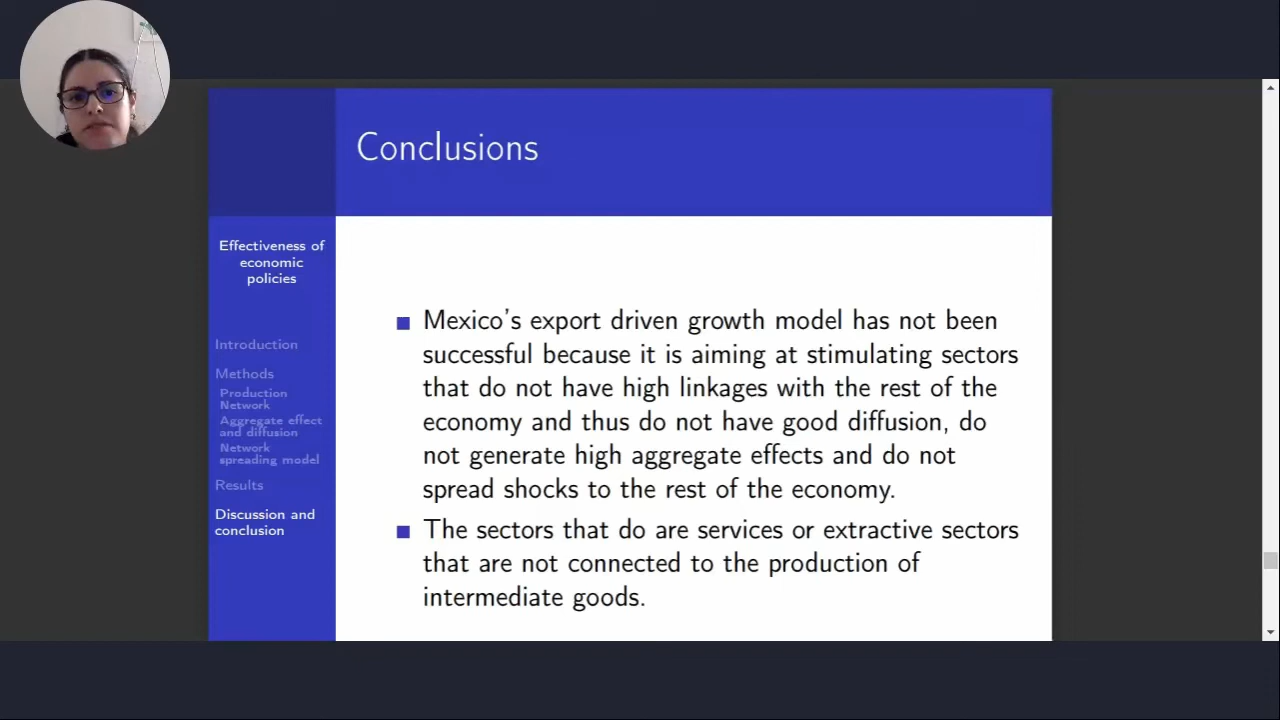 Conclusions
Effectiveness of
economic
policies
Introduction
Methods
Production
Network
Aggregate effect
and diffusion
Network
spreading model
Results
Discussion and
conclusion
Mexico's export driven growth model has not been
successful because it is aiming at stimulating sectors
that do not have high linkages with the rest of the
economy and thus do not have good diffusion, do
not generate high aggregate effects and do not
spread shocks to the rest of the economy.
The sectors that do are services or extractive sectors
that are not connected to the production of
intermediate goods.